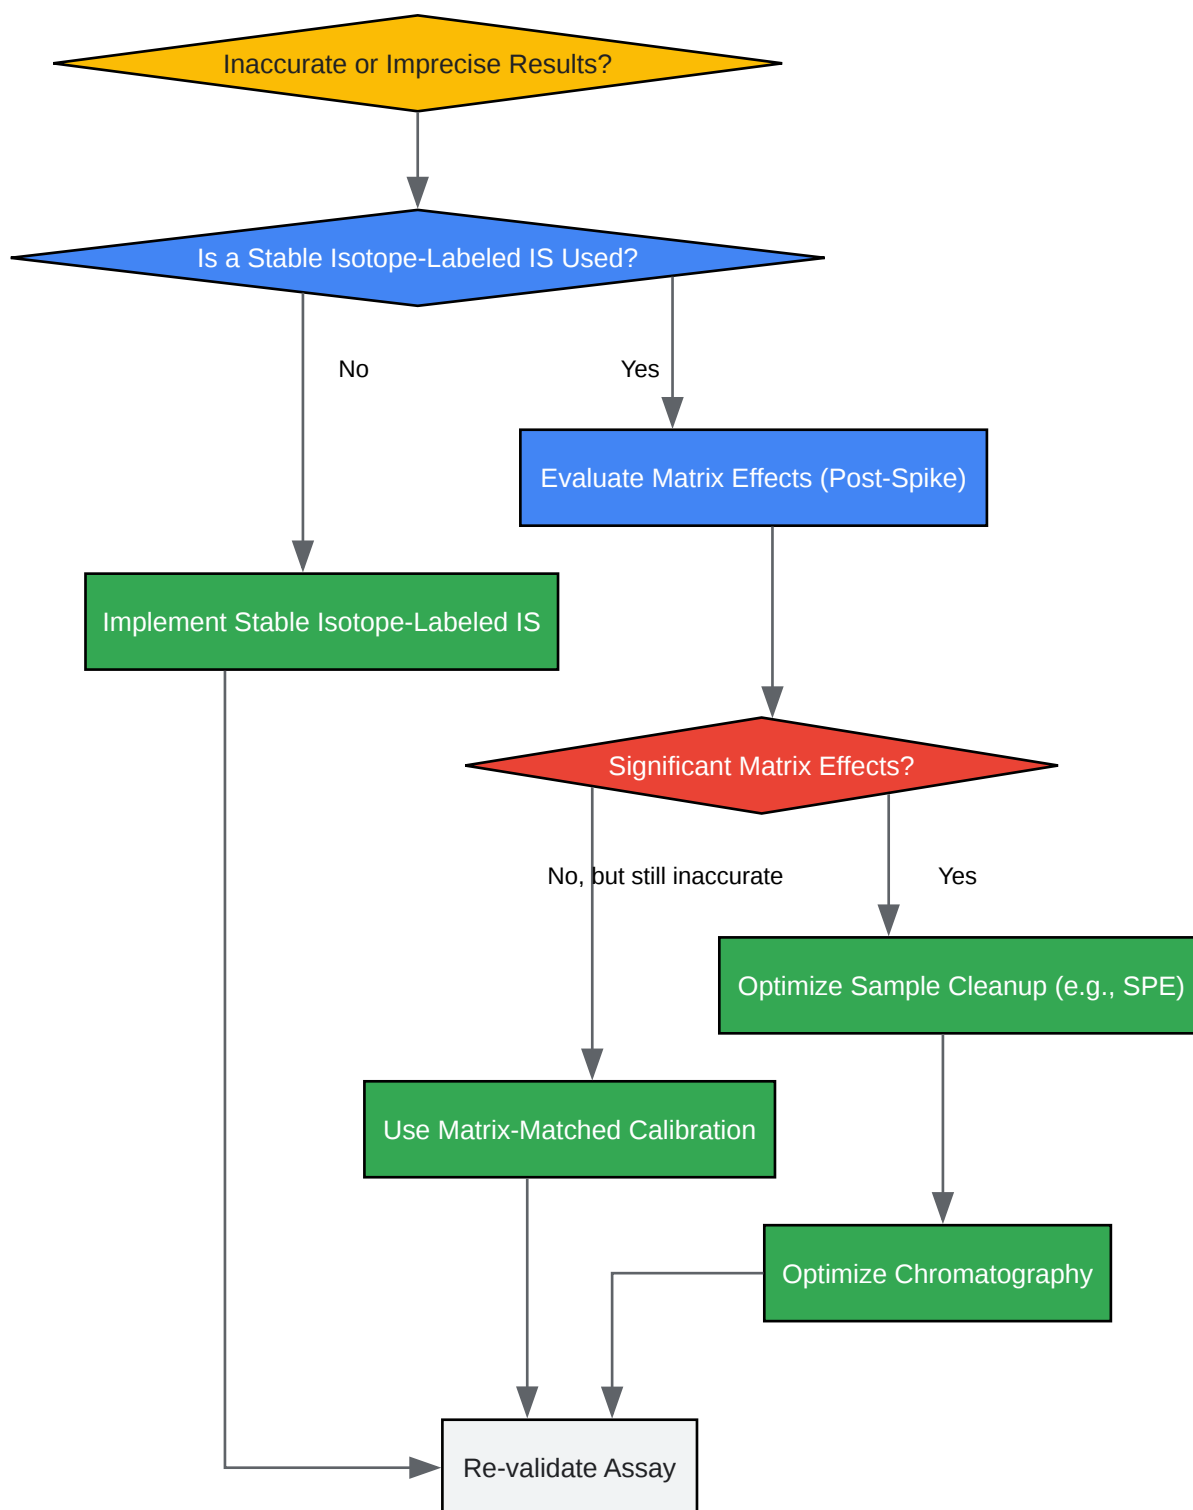 Inaccurate or Imprecise Results?
Is a Stable Isotope-Labeled IS Used?
No
Yes
Evaluate Matrix Effects (Post-Spike)
Implement Stable Isotope-Labeled IS
Significant Matrix Effects?
No, but still inaccurate
Yes
Optimize Sample Cleanup (e.g., SPE)
Use Matrix-Matched Calibration
Optimize Chromatography
Re-validate Assay